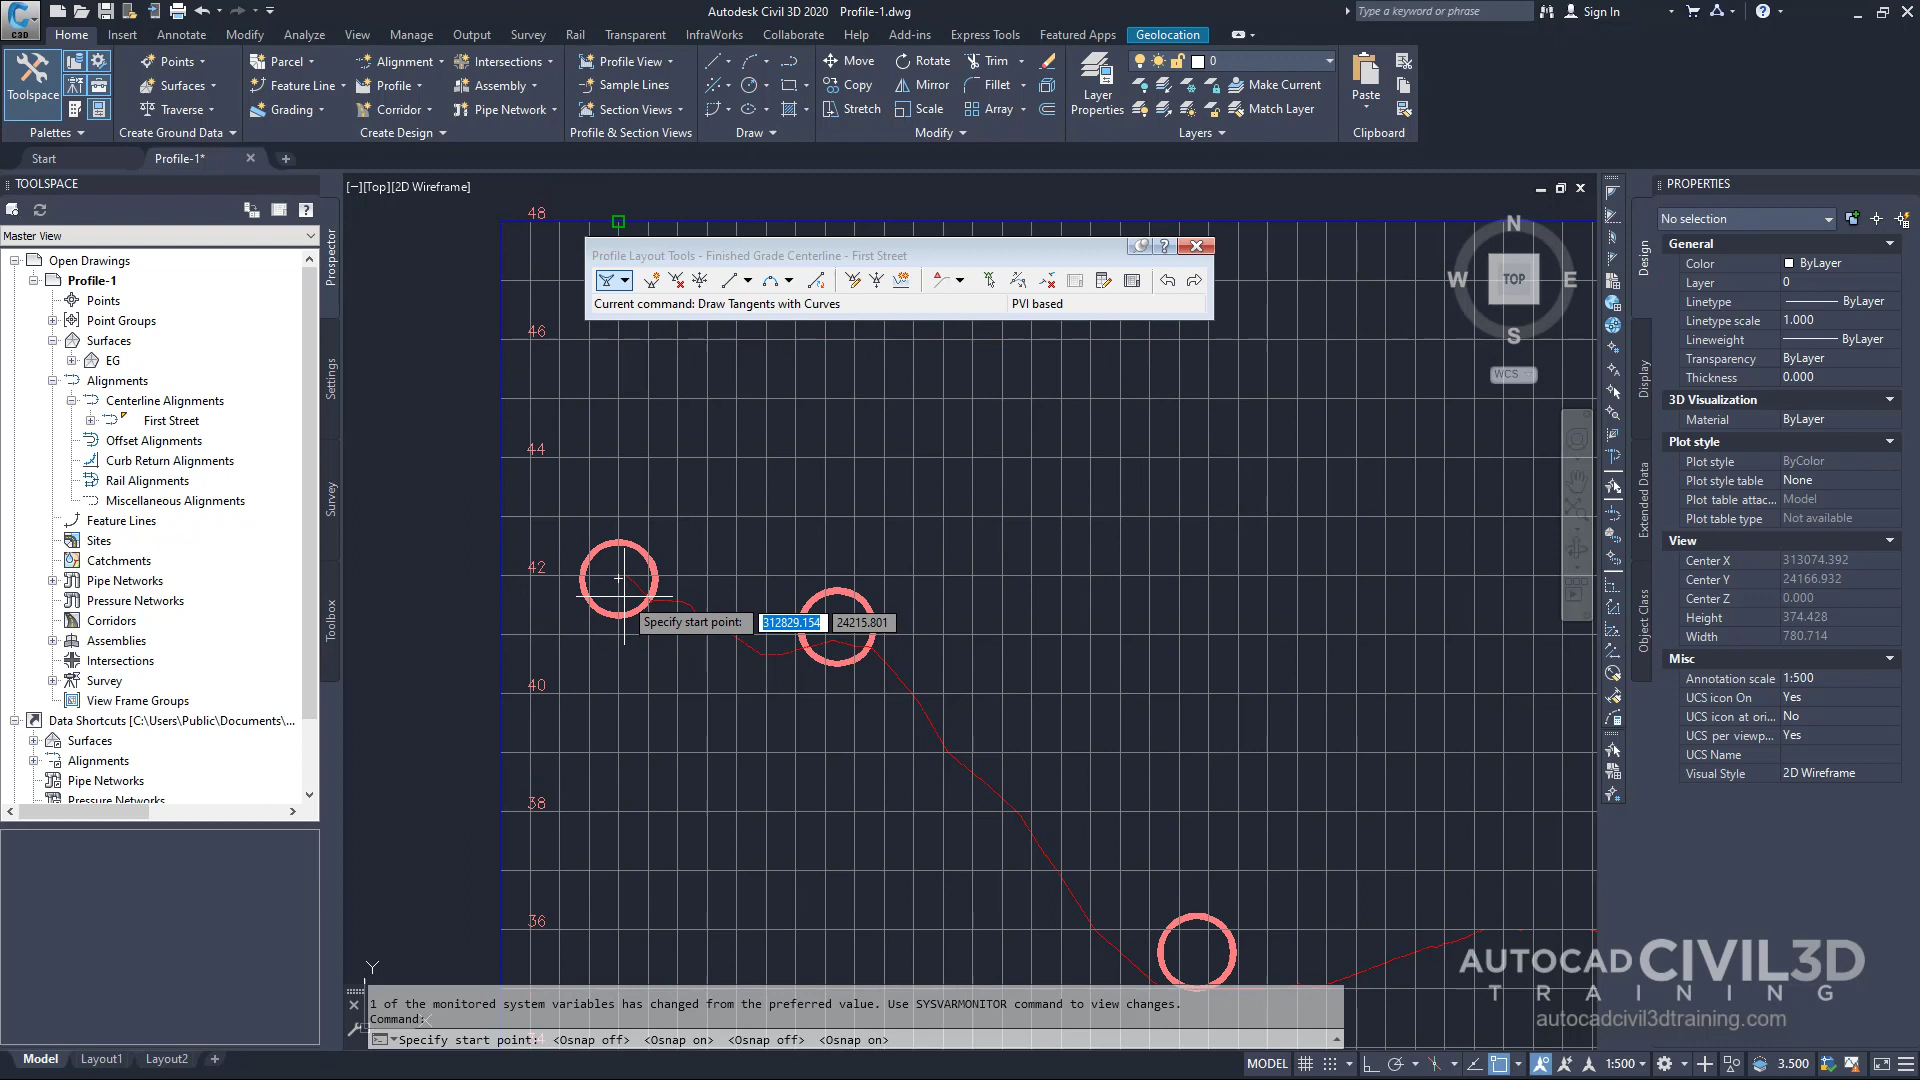 Autodesk Civil 3D 2020 Profile-1.dwg
Type a keyword or phrase
Sign In
C3D
Home Insert Annotate Modify Analyze View Manage Output Survey Rail Transparent InfraWorks Collaborate Help Add-ins Express Tools Featured Apps Geolocation
Toolspace
Points
Surfaces
Traverse
Parcel
Feature Line
Grading
Alignment
Profile
Corridor
Intersections
Assembly
Pipe Network
Profile View
Sample Lines
Section Views
Move
Copy
Stretch
Rotate
Mirror
Scale
Trim
Fillet
Array
Layer
Properties
0
Make Current
Match Layer
Paste
Palettes
Create Ground Data
Create Design
Profile & Section Views
Draw
Modify
Layers
Clipboard
Start
Profile-1*
TOOLSPACE
Master View
Open Drawings
Profile-1
Points
Point Groups
Surfaces
EG
Alignments
Centerline Alignments
First Street
Offset Alignments
Curb Return Alignments
Rail Alignments
Miscellaneous Alignments
Feature Lines
Sites
Catchments
Pipe Networks
Pressure Networks
Corridors
Assemblies
Intersections
Survey
View Frame Groups
Data Shortcuts [C:\Users\Public\Documents\...
Surfaces
Alignments
Pipe Networks
Pressure Networks
Prospector
Settings
Survey
Toolbox
[−][Top][2D Wireframe]
48
46
44
42
40
38
36
34
Profile Layout Tools - Finished Grade Centerline - First Street
Current command: Draw Tangents with Curves
PVI based
Specify start point:
312829.154
24215.801
N
W
TOP
E
S
WCS
Y
1 of the monitored system variables has changed from the preferred value. Use SYSVARMONITOR command to view changes.
Command:
Specify start point: <Osnap off> <Osnap on> <Osnap off> <Osnap on>
PROPERTIES
No selection
General
Color ByLayer
Layer 0
Linetype ByLayer
Linetype scale 1.000
Lineweight ByLayer
Transparency ByLayer
Thickness 0.000
3D Visualization
Material ByLayer
Plot style
Plot style ByColor
Plot style table None
Plot table attac... Model
Plot table type Not available
View
Center X 313074.392
Center Y 24166.932
Center Z 0.000
Height 374.428
Width 780.714
Misc
Annotation scale 1:500
UCS icon On Yes
UCS icon at ori... No
UCS per viewp... Yes
UCS Name
Visual Style 2D Wireframe
Design
Display
Extended Data
Object Class
AUTOCAD CIVIL 3D
TRAINING
autocadcivil3dtraining.com
Model Layout1 Layout2
MODEL
1:500
3.500